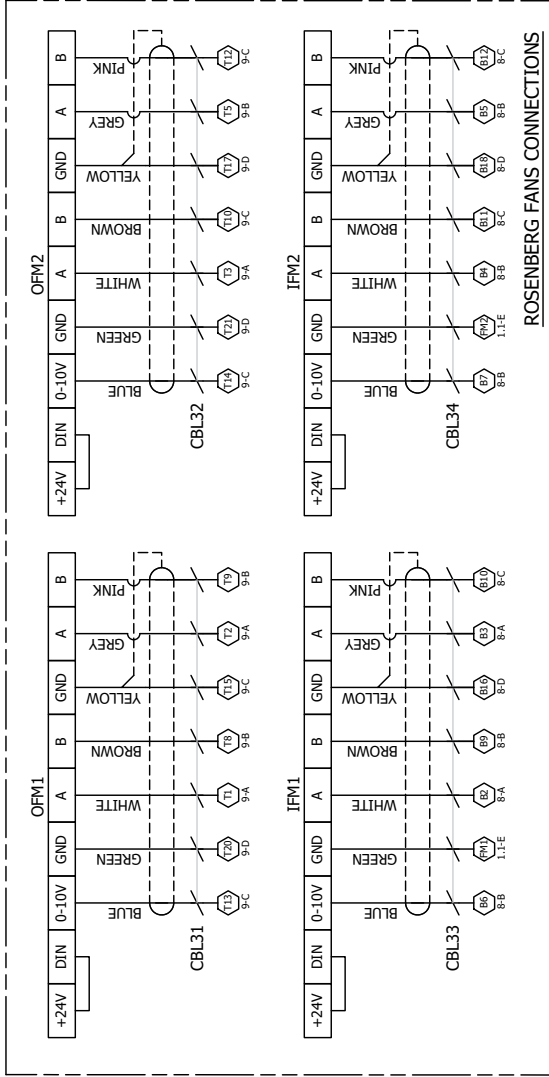 OFM1
+24V DIN 0-10V GND A B GND A B
BLUE GREEN WHITE BROWN YELLOW GREY PINK
CBL31
T13 T20 T1 T8 T15 T2 T9
9-C 9-D 9-A 9-B 9-C 9-A 9-B
OFM2
+24V DIN 0-10V GND A B GND A B
BLUE GREEN WHITE BROWN YELLOW GREY PINK
CBL32
T14 T21 T3 T10 T17 T5 T12
9-C 9-D 9-A 9-C 9-D 9-B 9-C
IFM1
+24V DIN 0-10V GND A B GND A B
BLUE GREEN WHITE BROWN YELLOW GREY PINK
CBL33
B6 FM1 B2 B9 B16 B3 B10
8-B 1.1-E 8-A 8-B 8-D 8-A 8-C
IFM2
+24V DIN 0-10V GND A B GND A B
BLUE GREEN WHITE BROWN YELLOW GREY PINK
CBL34
B7 FM2 B4 B11 B18 B5 B12
8-B 1.1-E 8-B 8-C 8-D 8-B 8-C
ROSENBERG FANS CONNECTIONS